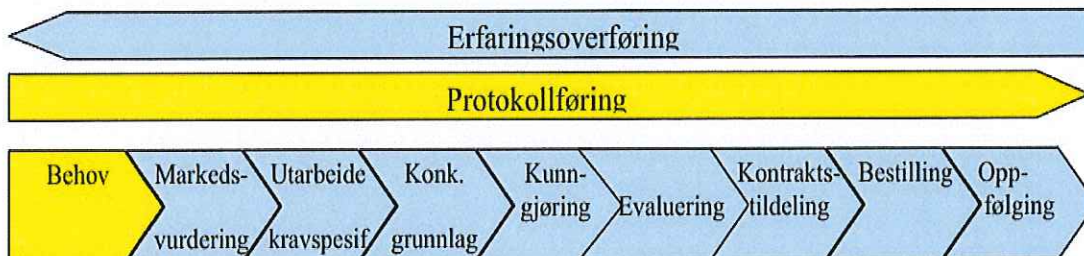 Erfaringsoverføring
Protokollføring
Behov
Markeds-
vurdering
Utarbeide
kravspesif
Konk.
grunnlag
Kunn-
gjøring
Evaluering
Kontrakts-
tildeling
Bestilling
Opp-
følging